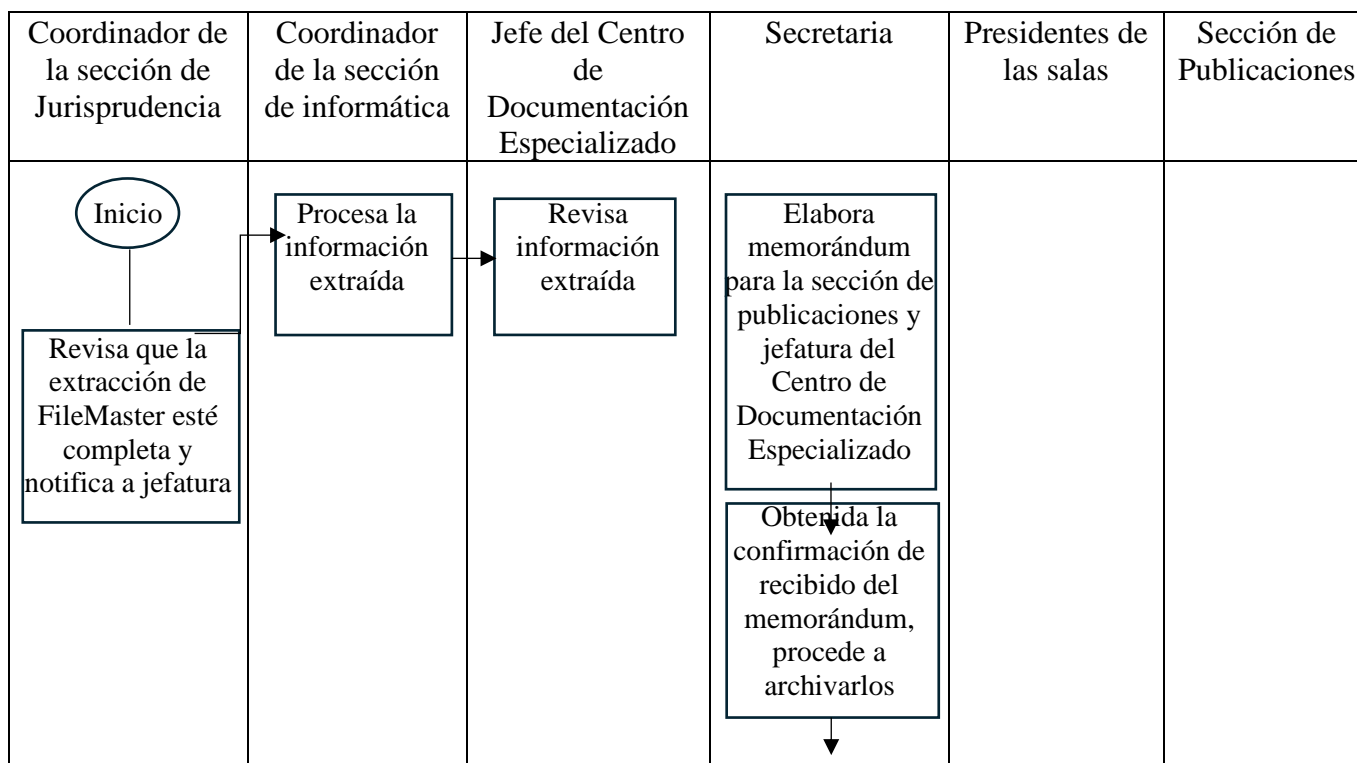 Coordinador de
la sección de
Jurisprudencia
Coordinador
de la sección
de informática
Jefe del Centro
de
Documentación
Especializado
Secretaria
Presidentes de
las salas
Sección de
Publicaciones
Inicio
Revisa que la
extracción de
FileMaster esté
completa y
notifica a jefatura
Procesa la
información
extraída
Revisa
información
extraída
Elabora
memorándum
para la sección de
publicaciones y
jefatura del
Centro de
Documentación
Especializado
Obtenida la
confirmación de
recibido del
memorándum,
procede a
archivarlos